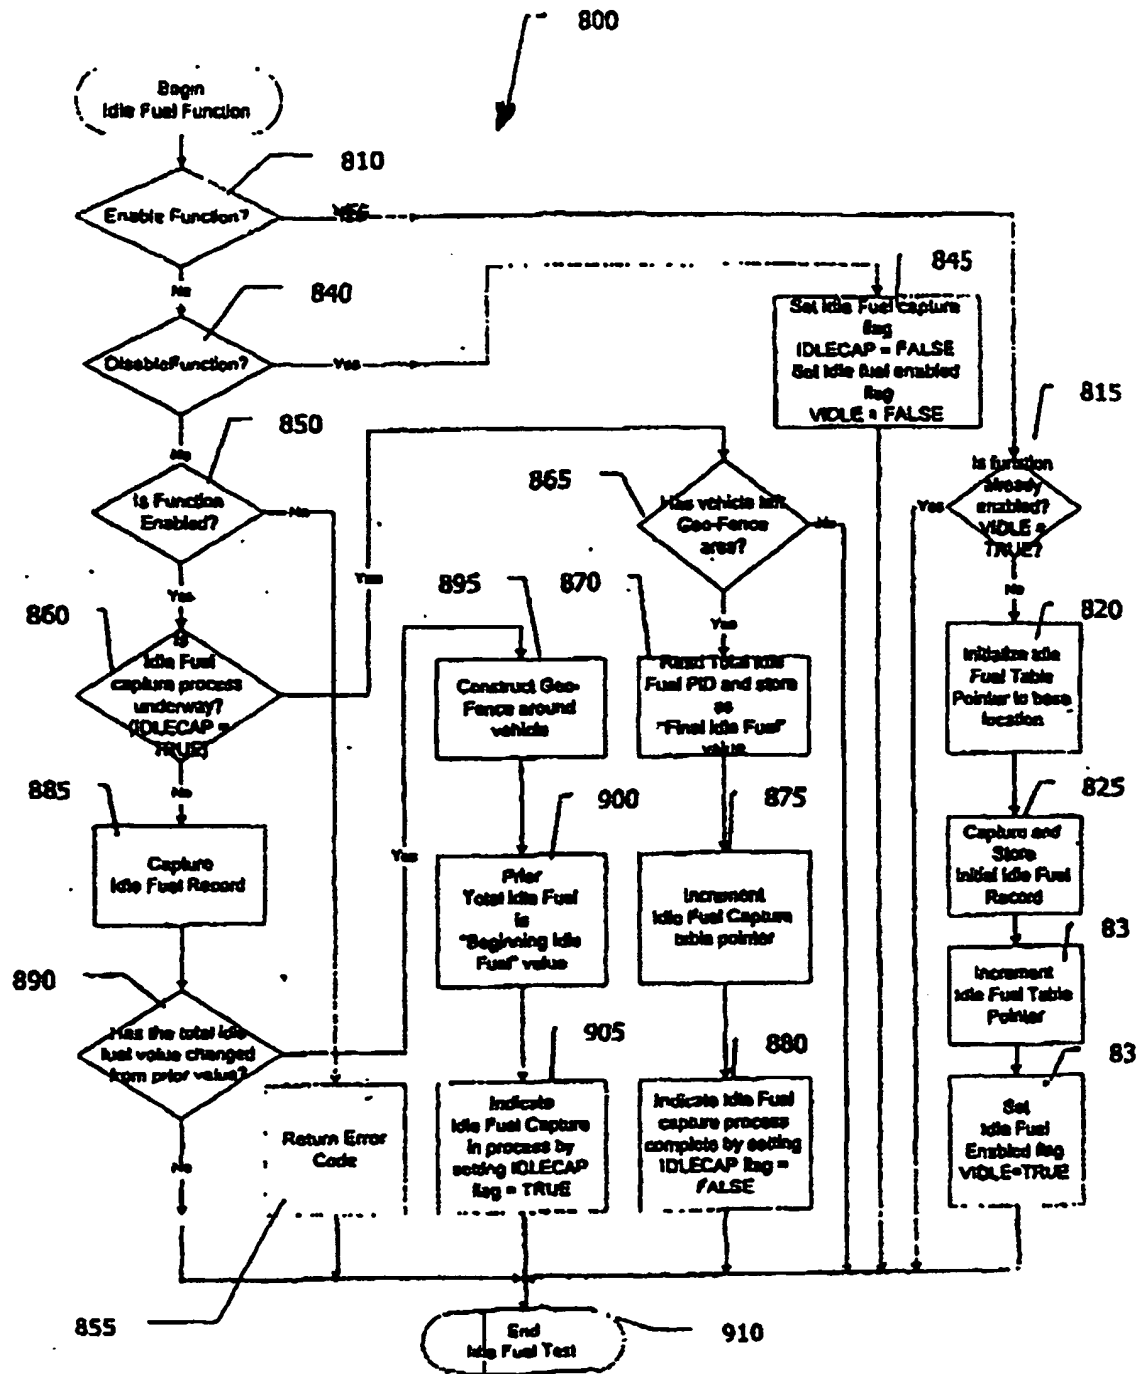 800
Begin
Idle Fuel Function
810
Enable Function?
YES
No
840
DisableFunction?
Yes
845
Set Idle Fuel capture
flag
IDLECAP = FALSE
Set idle fuel enabled
flag
VIDLE = FALSE
No
850
Is Function
Enabled?
No
865
Has vehicle left
Geo-Fence
area?
No
815
Is function
already
enabled?
VIDLE =
TRUE?
Yes
No
Yes
Yes
Yes
860
Is
Idle Fuel
capture process
underway?
(IDLECAP =
TRUE)
No
895
Construct Geo-
Fence around
vehicle
870
Read Total Idle
Fuel PID and store
as
"Final Idle Fuel"
value
820
Initialize Idle
Fuel Table
Pointer to base
location
885
Capture
Idle Fuel Record
Yes
900
Prior
Total Idle Fuel
is
"Beginning Idle
Fuel" value
875
Increment
Idle Fuel Capture
table pointer
825
Capture and
Store
Initial Idle Fuel
Record
83
Increment
Idle Fuel Table
Pointer
890
Has the total idle
fuel value changed
from prior value?
No
Return Error
Code
855
905
Indicate
Idle Fuel Capture
in process by
setting IDLECAP
flag = TRUE
880
Indicate Idle Fuel
capture process
complete by setting
IDLECAP flag =
FALSE
83
Set
Idle Fuel
Enabled flag
VIDLE=TRUE
End
Idle Fuel Test
910